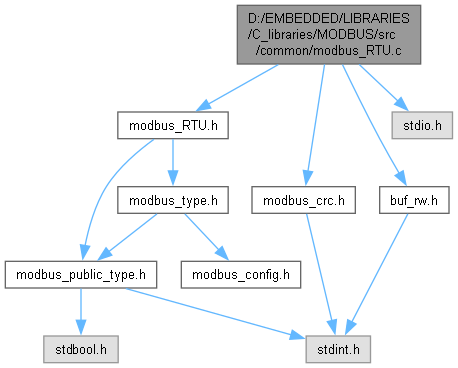 D:/EMBEDDED/LIBRARIES
/C_libraries/MODBUS/src
/common/modbus_RTU.c
modbus_RTU.h
stdio.h
modbus_type.h
modbus_crc.h
buf_rw.h
modbus_public_type.h
modbus_config.h
stdbool.h
stdint.h